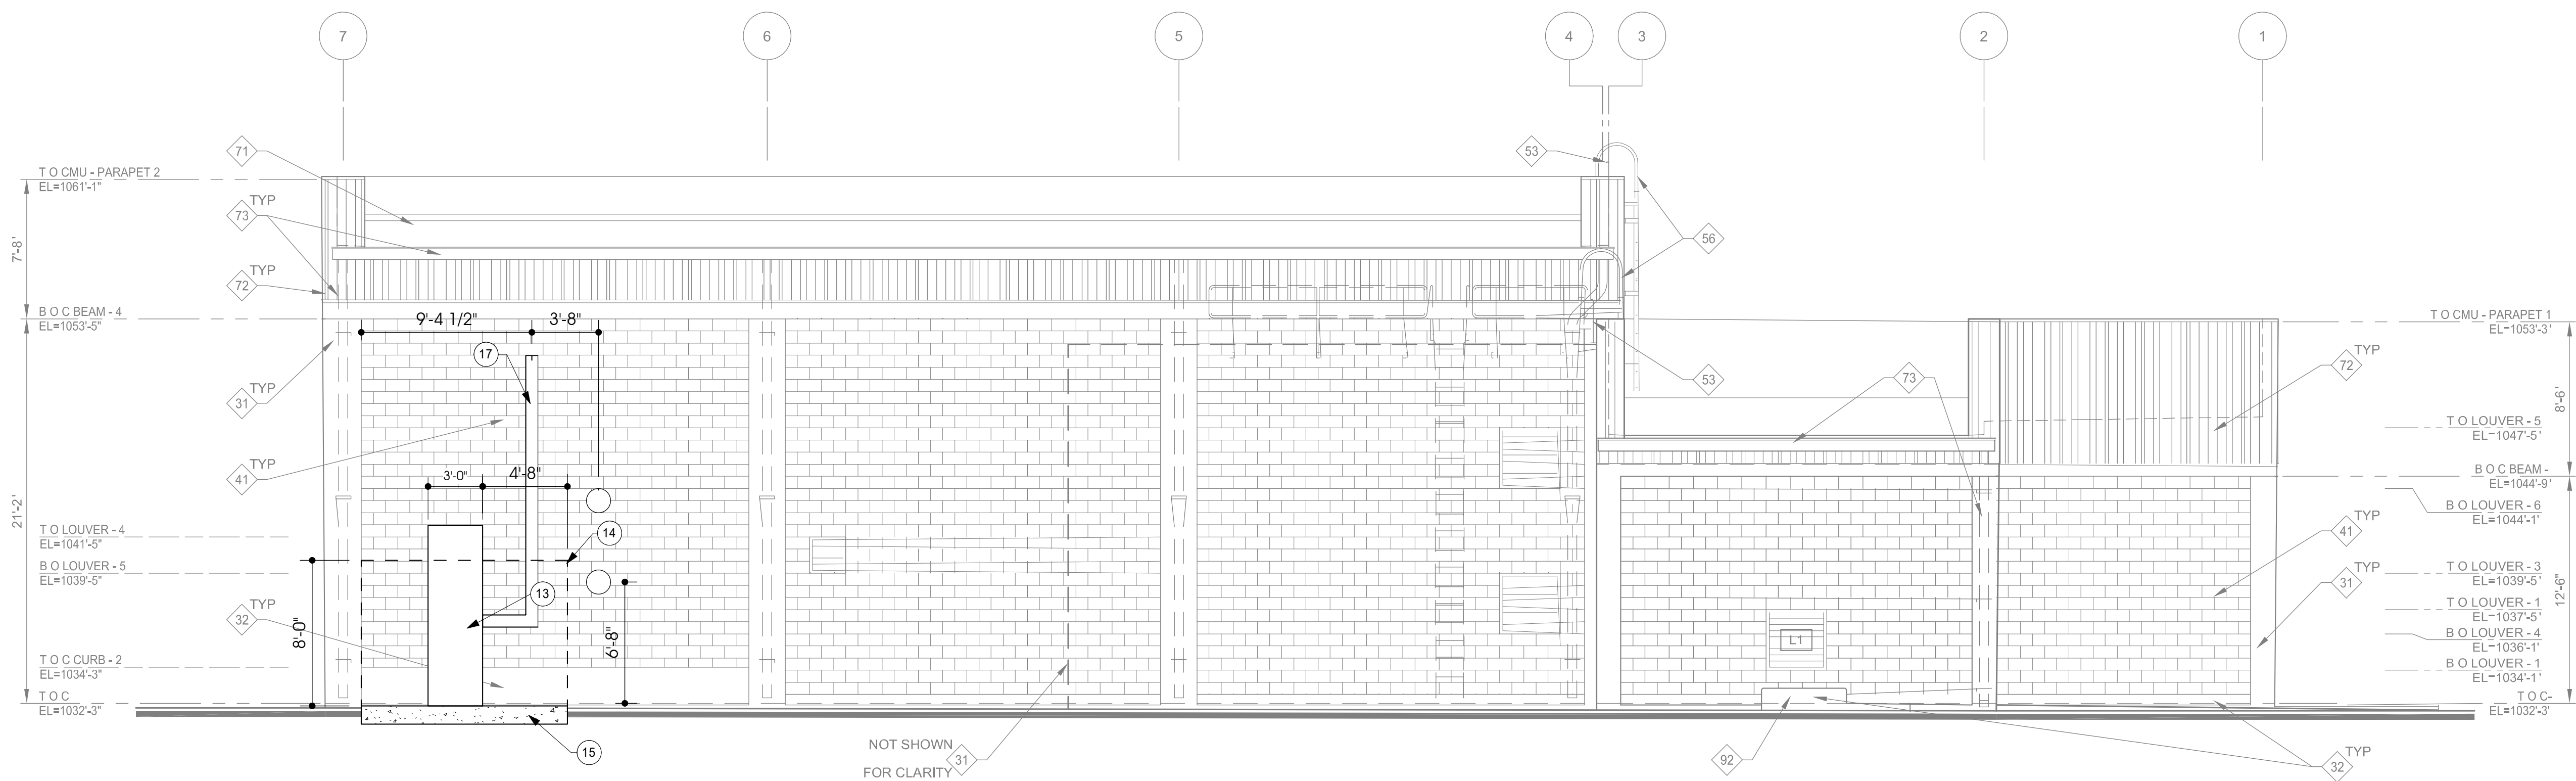 7
6
5
4
3
2
1
71
53
T O CMU - PARAPET 2
EL=1061'-1"
TYP
73
56
7'-8'
TYP
72
B O C BEAM - 4
EL=1053'-5"
9'-4 1/2"
3'-8"
T O CMU - PARAPET 1
EL=1053'-3'
17
TYP
31
53
73
TYP
72
8'-6'
T O LOUVER - 5
EL=1047'-5'
TYP
41
3'-0"
4'-8"
B O C BEAM -
EL=1044'-9'
21'-2'
B O LOUVER - 6
EL=1044'-1'
T O LOUVER - 4
EL=1041'-5"
14
TYP
41
B O LOUVER - 5
EL=1039'-5"
T O LOUVER - 3
EL=1039'-5'
TYP
31
13
12'-6"
T O LOUVER - 1
EL=1037'-5'
TYP
32
8'-0"
6'-8"
L1
B O LOUVER - 4
EL=1036'-1'
T O C CURB - 2
EL=1034'-3"
B O LOUVER - 1
EL=1034'-1'
T O C
EL=1032'-3"
T O C-
EL=1032'-3'
15
NOT SHOWN
FOR CLARITY
31
92
TYP
32